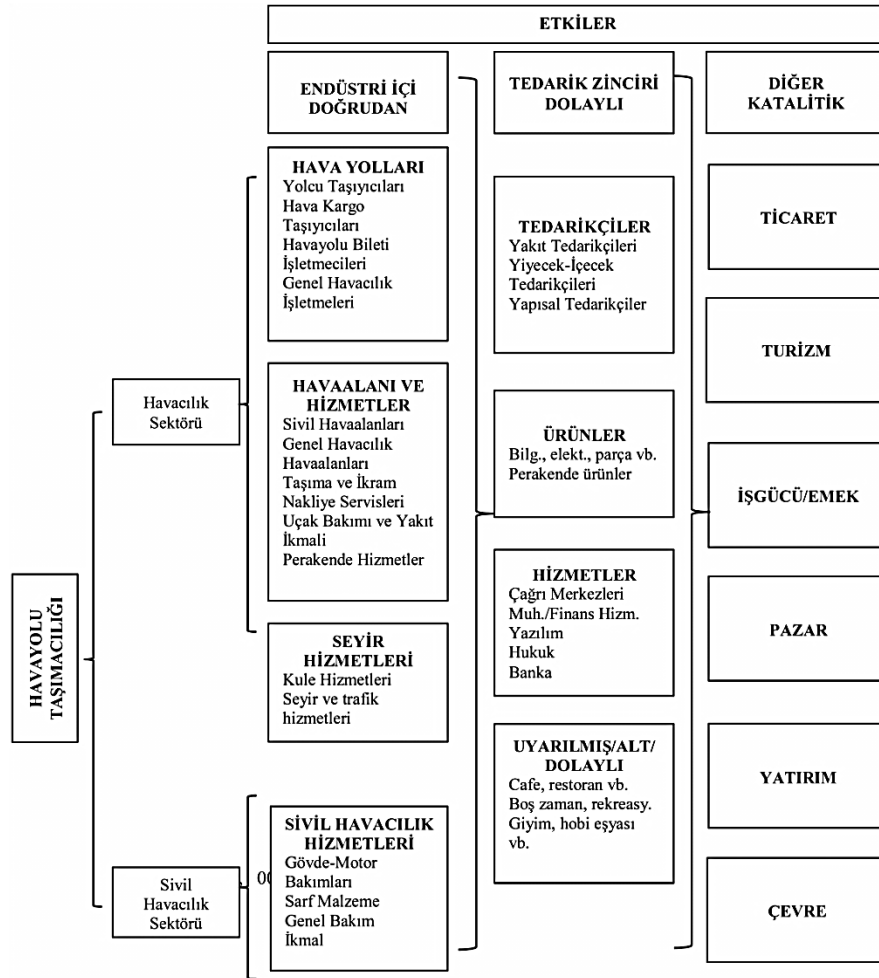 ETKİLER
ENDÜSTRİ İÇİ
DOĞRUDAN
TEDARİK ZİNCİRİ
DOLAYLI
DİĞER
KATALİTİK
HAVAYOLU
TAŞIMACILIĞI
Havacılık
Sektörü
Sivil
Havacılık
Sektörü
HAVA YOLLARI
Yolcu Taşıyıcıları
Hava Kargo
Taşıyıcıları
Havayolu Bileti
İşletmecileri
Genel Havacılık
İşletmeleri
HAVAALANI VE
HİZMETLER
Sivil Havaalanları
Genel Havacılık
Havaalanları
Taşıma ve İkram
Nakliye Servisleri
Uçak Bakımı ve Yakıt
İkmali
Perakende Hizmetler
SEYİR
HİZMETLERİ
Kule Hizmetleri
Seyir ve trafik
hizmetleri
SİVİL HAVACILIK
HİZMETLERİ
Gövde-Motor
Bakımları
Sarf Malzeme
Genel Bakım
İkmal
TEDARİKÇİLER
Yakıt Tedarikçileri
Yiyecek-İçecek
Tedarikçileri
Yapısal Tedarikçiler
ÜRÜNLER
Bilg., elekt., parça vb.
Perakende ürünler
HİZMETLER
Çağrı Merkezleri
Muh./Finans Hizm.
Yazılım
Hukuk
Banka
UYARILMIŞ/ALT/
DOLAYLI
Cafe, restoran vb.
Boş zaman, rekreasy.
Giyim, hobi eşyası
vb.
TİCARET
TURİZM
İŞGÜCÜ/EMEK
PAZAR
YATIRIM
ÇEVRE